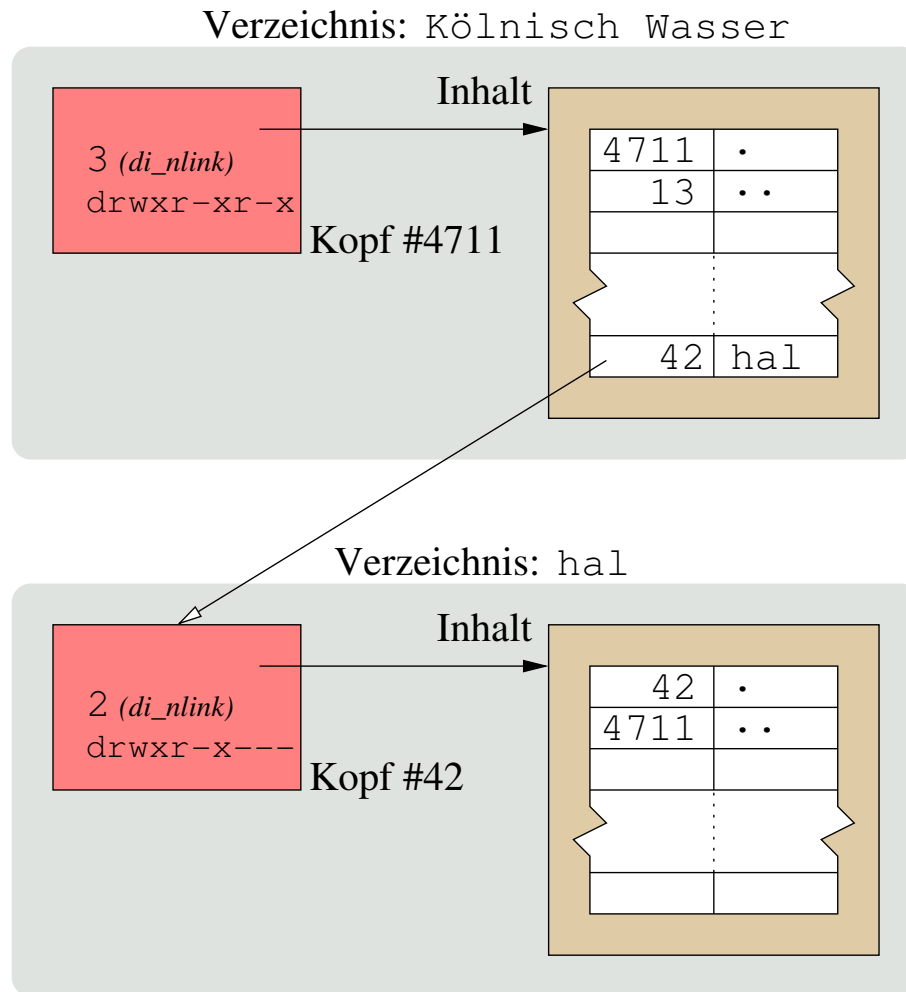 Verzeichnis: Kölnisch Wasser
Inhalt
3 (di_nlink)
drwxr-xr-x
Kopf #4711
4711 .
13 ..
42 hal
Verzeichnis: hal
Inhalt
2 (di_nlink)
drwxr-x---
Kopf #42
42 .
4711 ..